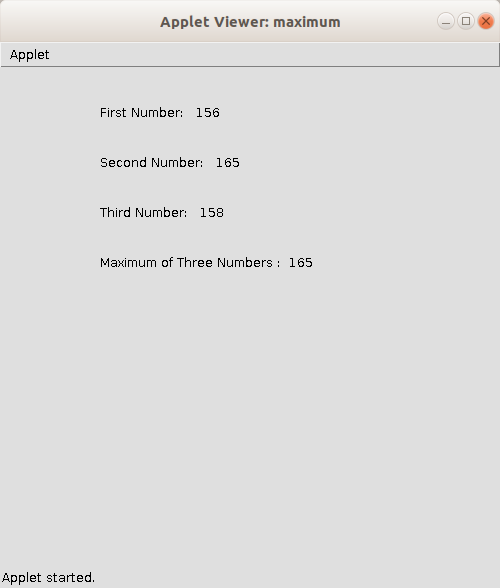 Applet Viewer: maximum
Applet
First Number: 156
Second Number: 165
Third Number: 158
Maximum of Three Numbers : 165
Applet started.